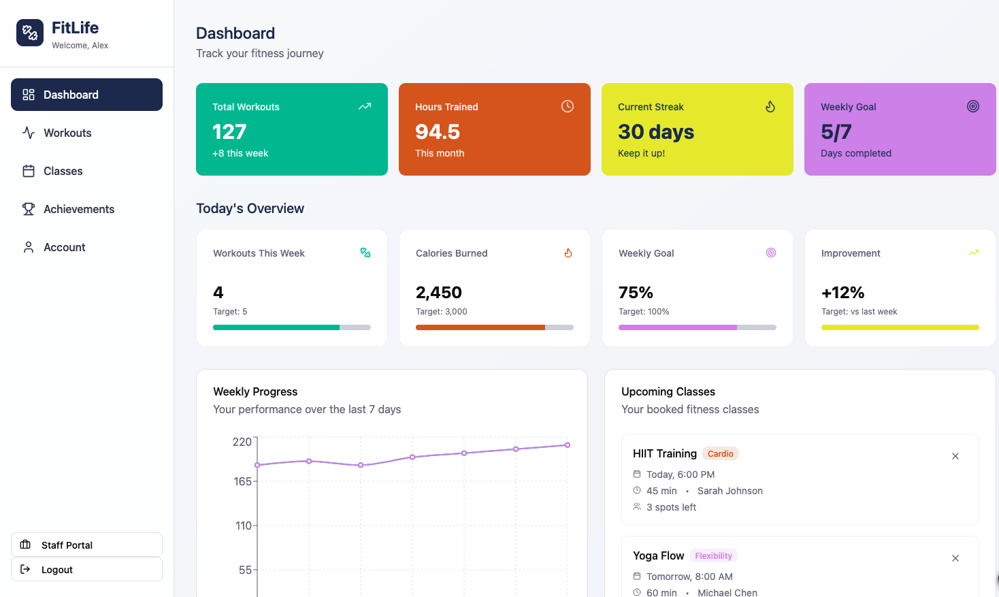 FitLife
Welcome, Alex
Dashboard
Workouts
Classes
Achievements
Account
Staff Portal
Logout
Dashboard
Track your fitness journey
Total Workouts
127
+8 this week
Hours Trained
94.5
This month
Current Streak
30 days
Keep it up!
Weekly Goal
5/7
Days completed
Today's Overview
Workouts This Week
4
Target: 5
Calories Burned
2,450
Target: 3,000
Weekly Goal
75%
Target: 100%
Improvement
+12%
Target: vs last week
Weekly Progress
Your performance over the last 7 days
220
165
110
55
Upcoming Classes
Your booked fitness classes
HIIT Training Cardio
Today, 6:00 PM
45 min • Sarah Johnson
3 spots left
Yoga Flow Flexibility
Tomorrow, 8:00 AM
60 min • Michael Chen